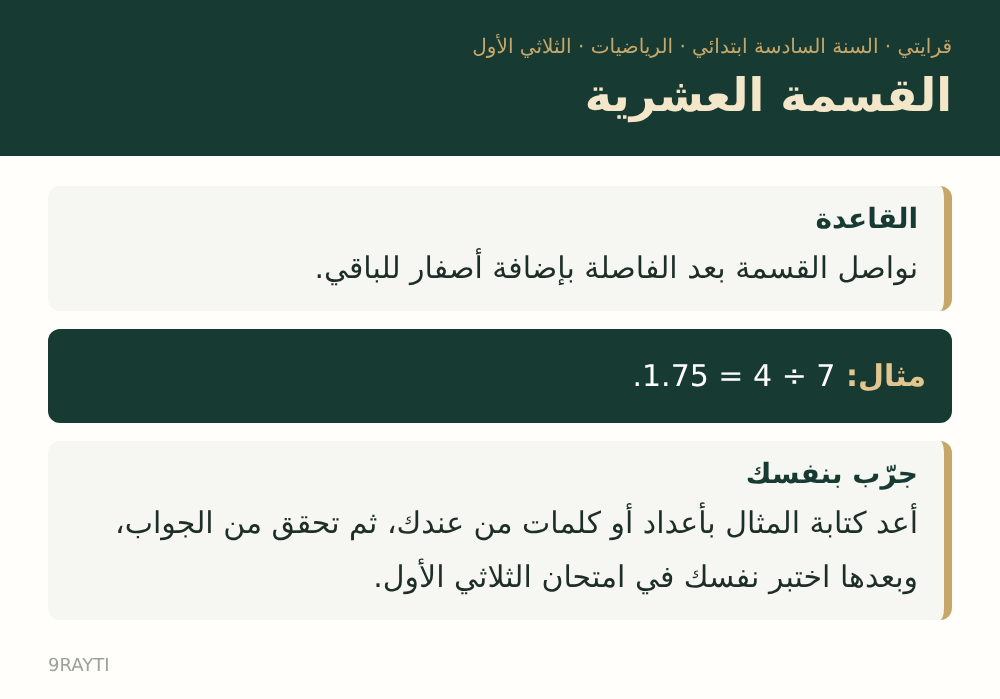 قرايتي · السنة السادسة ابتدائي · الرياضيات · الثلاثي الأول
القسمة العشرية
القاعدة
نواصل القسمة بعد الفاصلة بإضافة أصفار للباقي.
مثال: 7 ÷ 4 = 1.75.
جرّب بنفسك
أعد كتابة المثال بأعداد أو كلمات من عندك، ثم تحقق من الجواب،
وبعدها اختبر نفسك في امتحان الثلاثي الأول.
9RAYTI